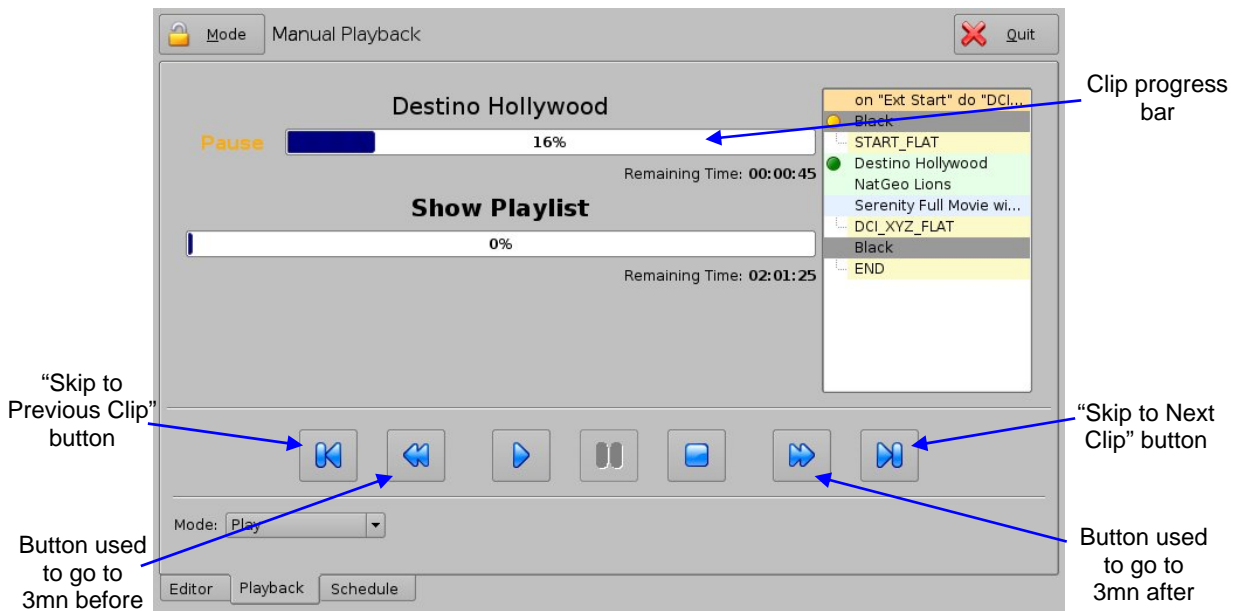 Mode
Manual Playback
Quit
Destino Hollywood
Pause
16%
Remaining Time: 00:00:45
Show Playlist
0%
Remaining Time: 02:01:25
on "Ext Start" do "DCI...
Black
START_FLAT
Destino Hollywood
NatGeo Lions
Serenity Full Movie wi...
DCI_XYZ_FLAT
Black
END
Clip progress
bar
“Skip to
Previous Clip”
button
“Skip to Next
Clip” button
Mode: Play
Button used
to go to
3mn before
Button used
to go to
3mn after
Editor
Playback
Schedule